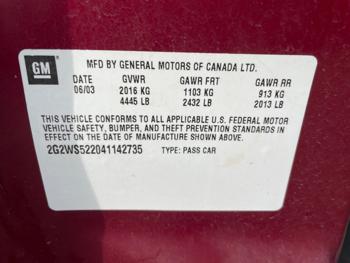 GM
MFD BY GENERAL MOTORS OF CANADA LTD.
DATE GVWR GAWR FRT GAWR RR
06/03 2016 KG 1103 KG 913 KG
4445 LB 2432 LB 2013 LB
THIS VEHICLE CONFORMS TO ALL APPLICABLE U.S. FEDERAL MOTOR
VEHICLE SAFETY, BUMPER, AND THEFT PREVENTION STANDARDS IN
EFFECT ON THE DATE OF MANUFACTURE SHOWN ABOVE.
2G2WS522041142735 TYPE: PASS CAR